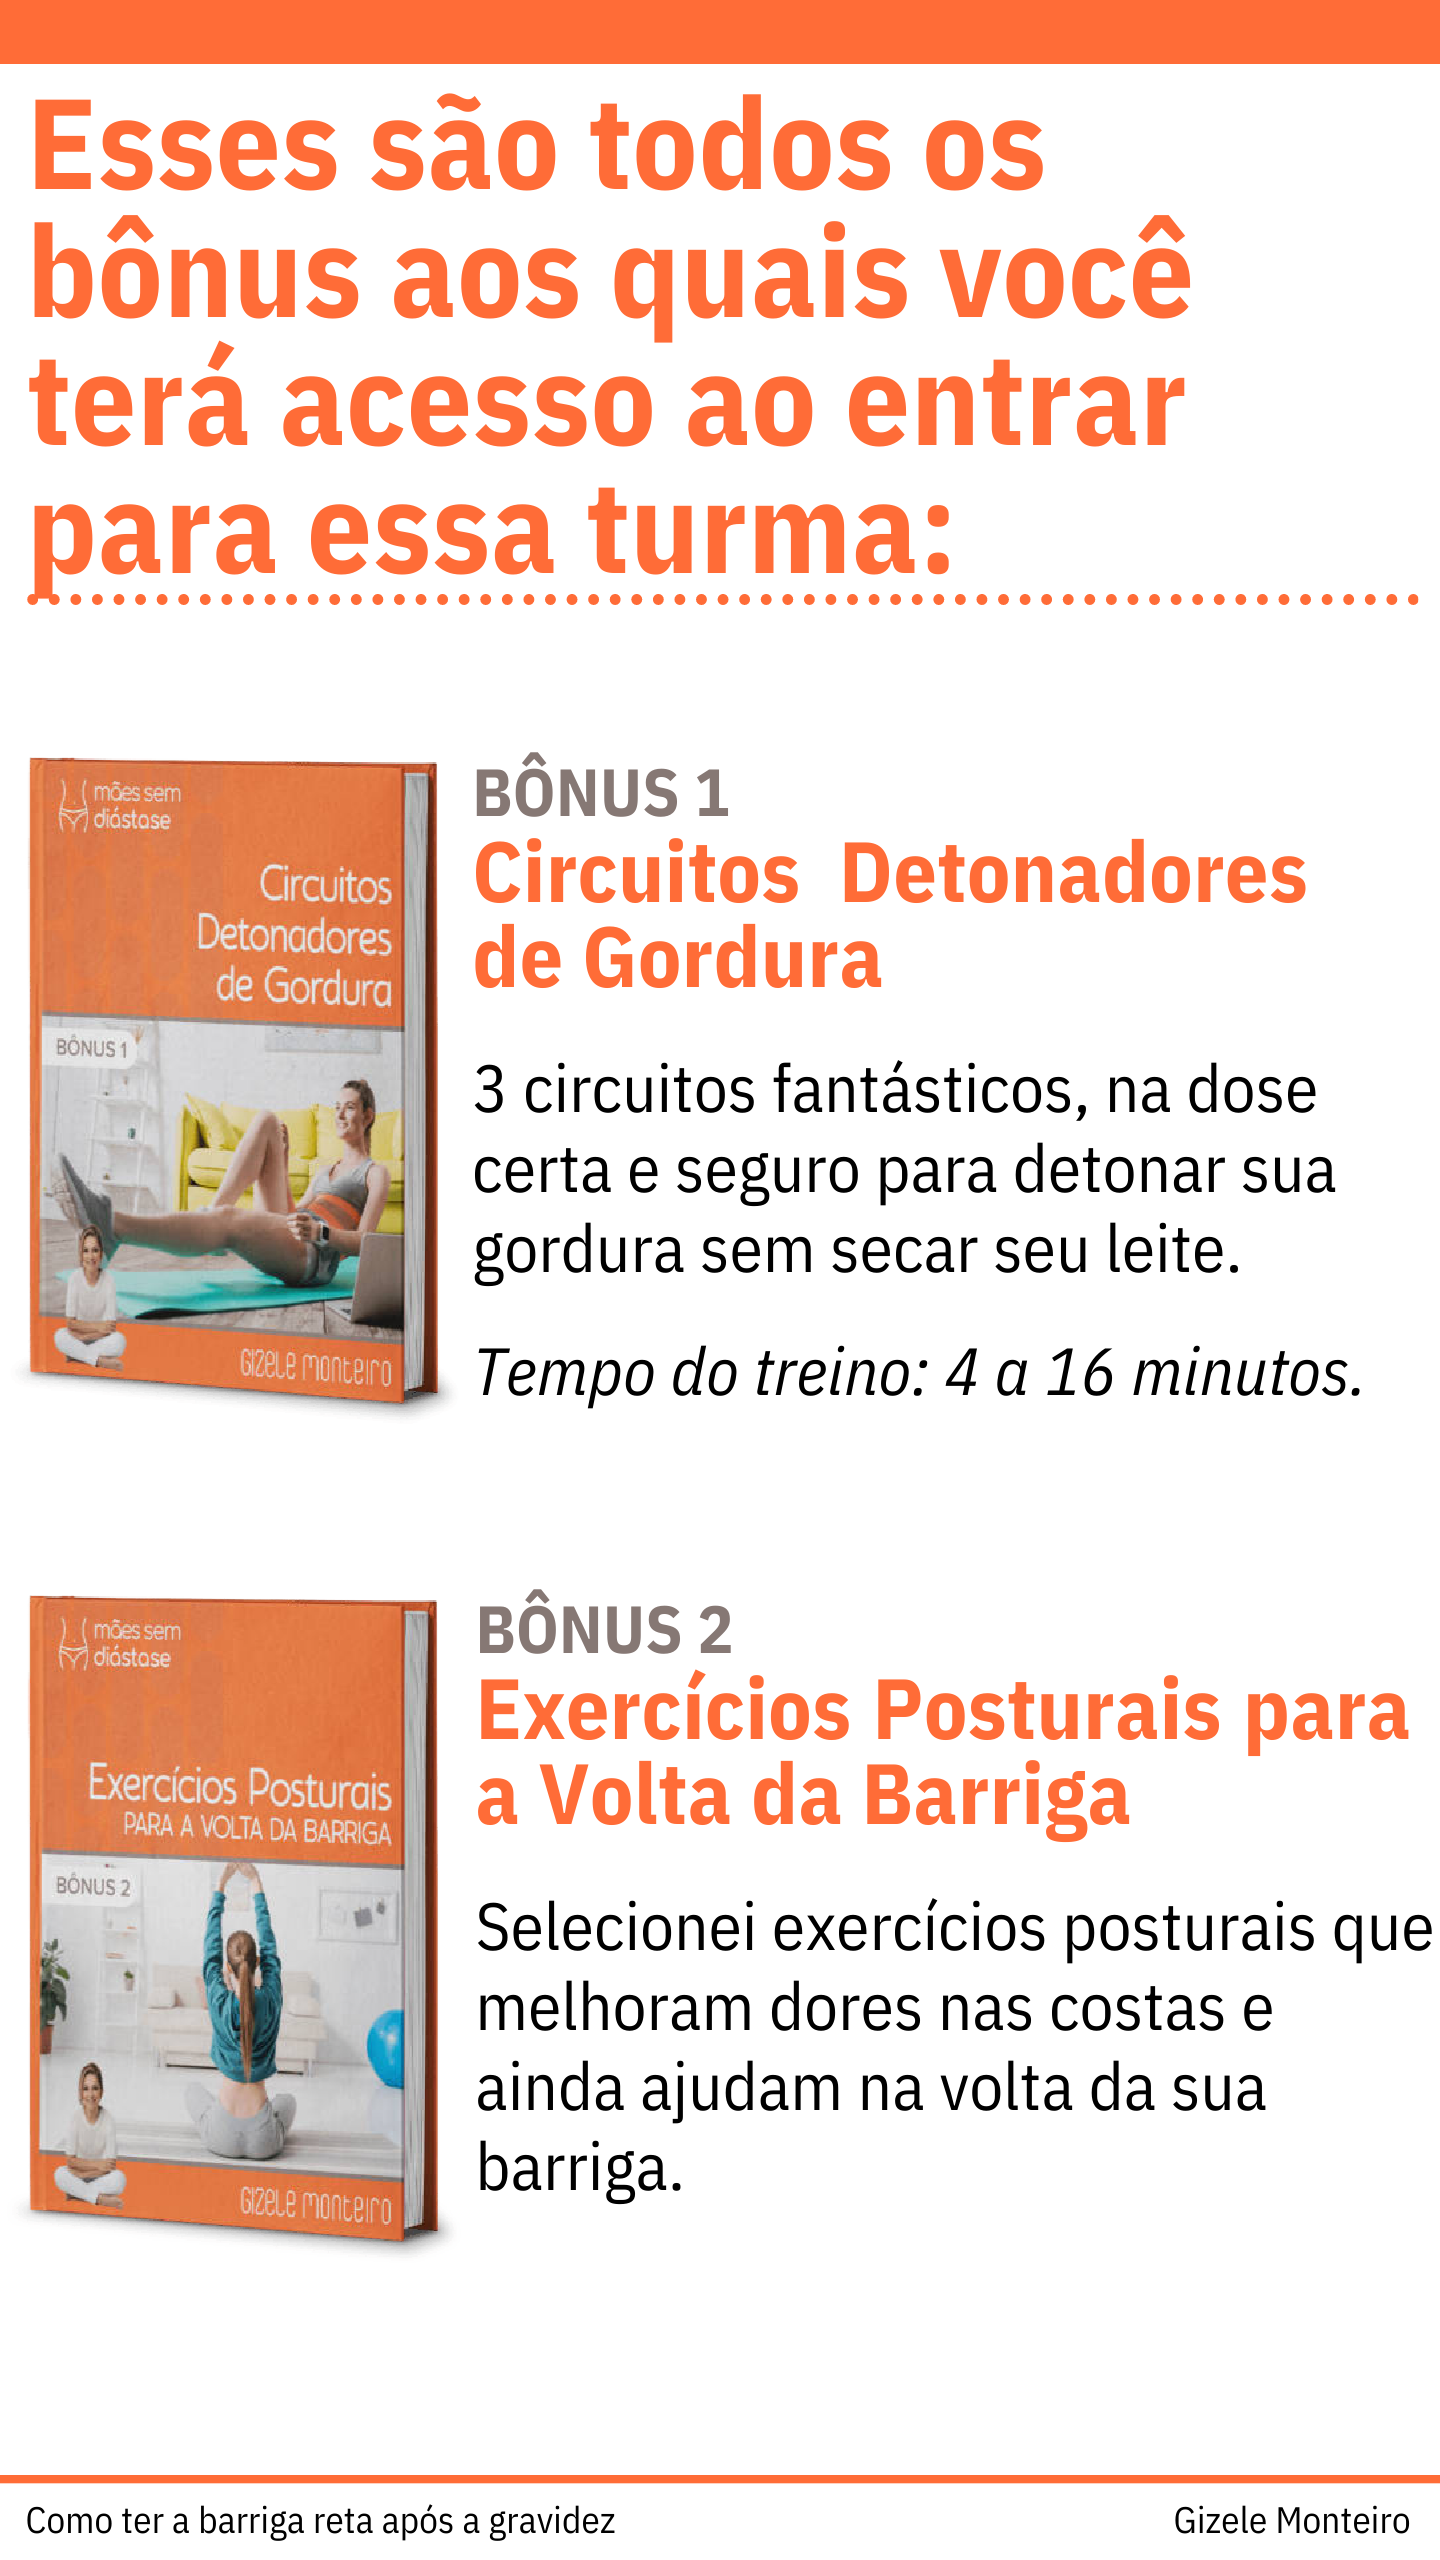 Esses são todos os
bônus aos quais você
terá acesso ao entrar
para essa turma:
mães sem
diástase
Circuitos
Detonadores
de Gordura
BÔNUS 1
GIZELE MONTEIRO
BÔNUS 1
Circuitos  Detonadores
de Gordura
3 circuitos fantásticos, na dose
certa e seguro para detonar sua
gordura sem secar seu leite.
Tempo do treino: 4 a 16 minutos.
mães sem
diástase
Exercícios Posturais
PARA A VOLTA DA BARRIGA
BÔNUS 2
GIZELE MONTEIRO
BÔNUS 2
Exercícios Posturais para
a Volta da Barriga
Selecionei exercícios posturais que
melhoram dores nas costas e
ainda ajudam na volta da sua
barriga.
Como ter a barriga reta após a gravidez
Gizele Monteiro